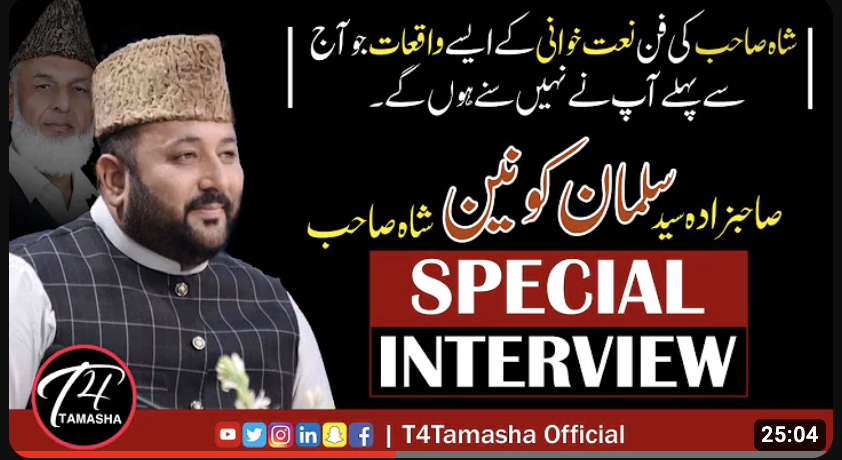 شاہ صاحب کی فن نعت خوانی کے ایسے واقعات جو آج
سے پہلے آپ نے نہیں سنے ہوں گے۔
صاحبزادہ سید سلمان کونین شاہ صاحب
SPECIAL
INTERVIEW
T4
TAMASHA
| T4Tamasha Official
25:04